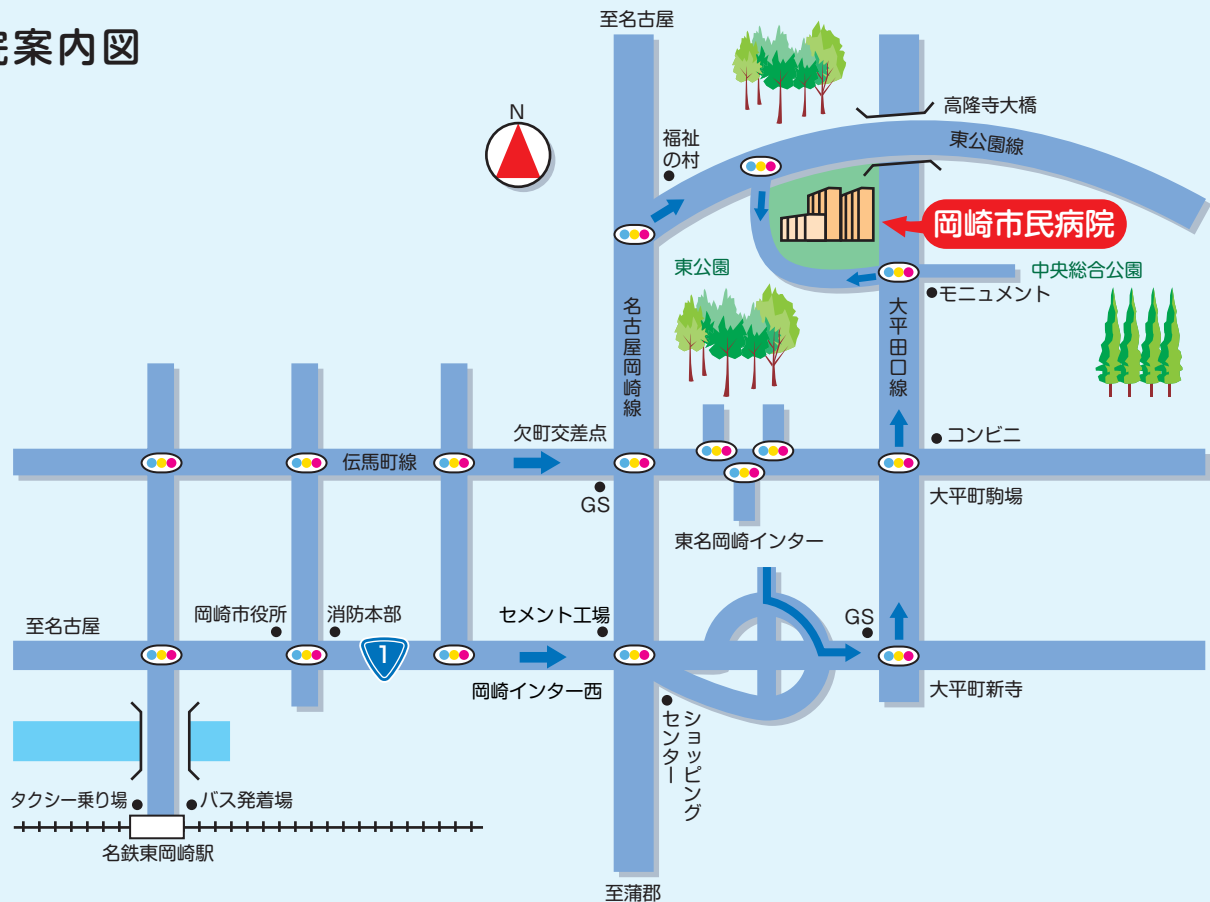 院案内図
至名古屋
N
高隆寺大橋
福祉
の村
東公園線
岡崎市民病院
東公園
中央総合公園
モニュメント
名古屋岡崎線
大平田口線
欠町交差点
コンビニ
伝馬町線
GS
大平町駒場
東名岡崎インター
岡崎市役所
消防本部
セメント工場
GS
至名古屋
1
岡崎インター西
大平町新寺
ショッピング
センター
タクシー乗り場
バス発着場
名鉄東岡崎駅
至蒲郡